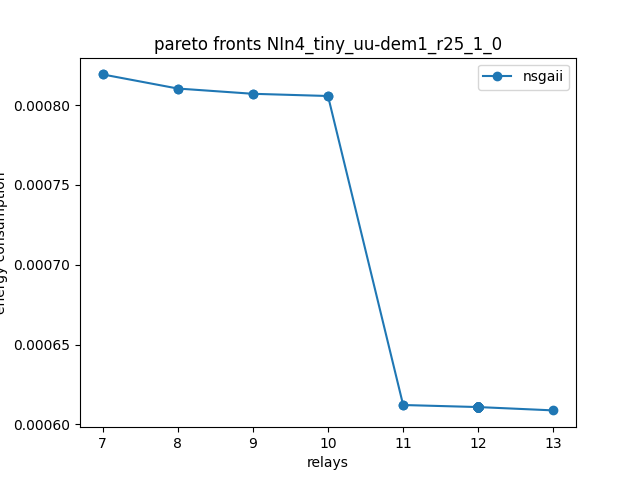 pareto fronts NIn4_tiny_uu-dem1_r25_1_0
nsgaii
0.00080
0.00075
0.00070
0.00065
0.00060
energy consumption
7 8 9 10 11 12 13
relays